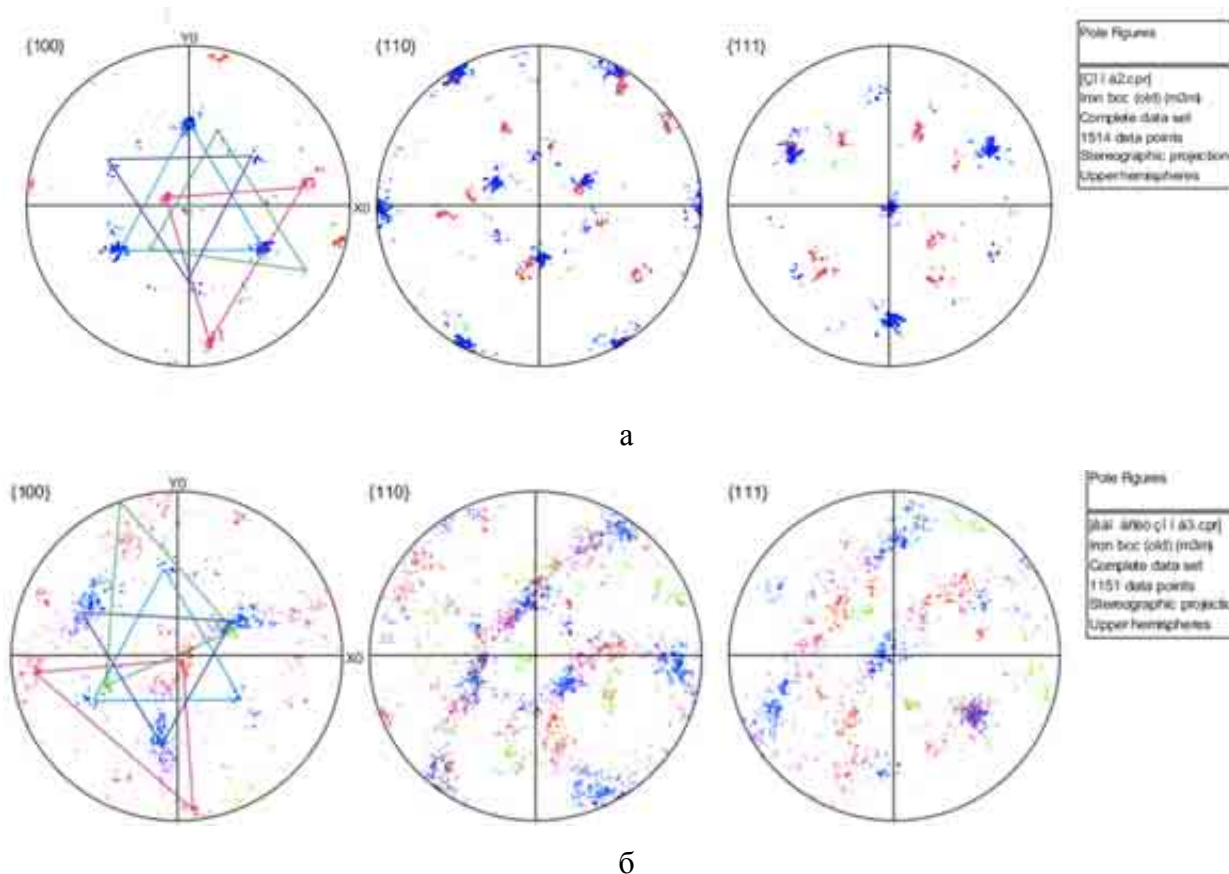 {100}
Y0
X0
{110}
{111}
Pole Figures
Iron bcc (old) (m3m)
Complete data set
1514 data points
Stereographic projection
Upper hemispheres
а
{100}
Y0
X0
{110}
{111}
Pole Figures
Iron bcc (old) (m3m)
Complete data set
1151 data points
Stereographic projectio
Upper hemispheres
б